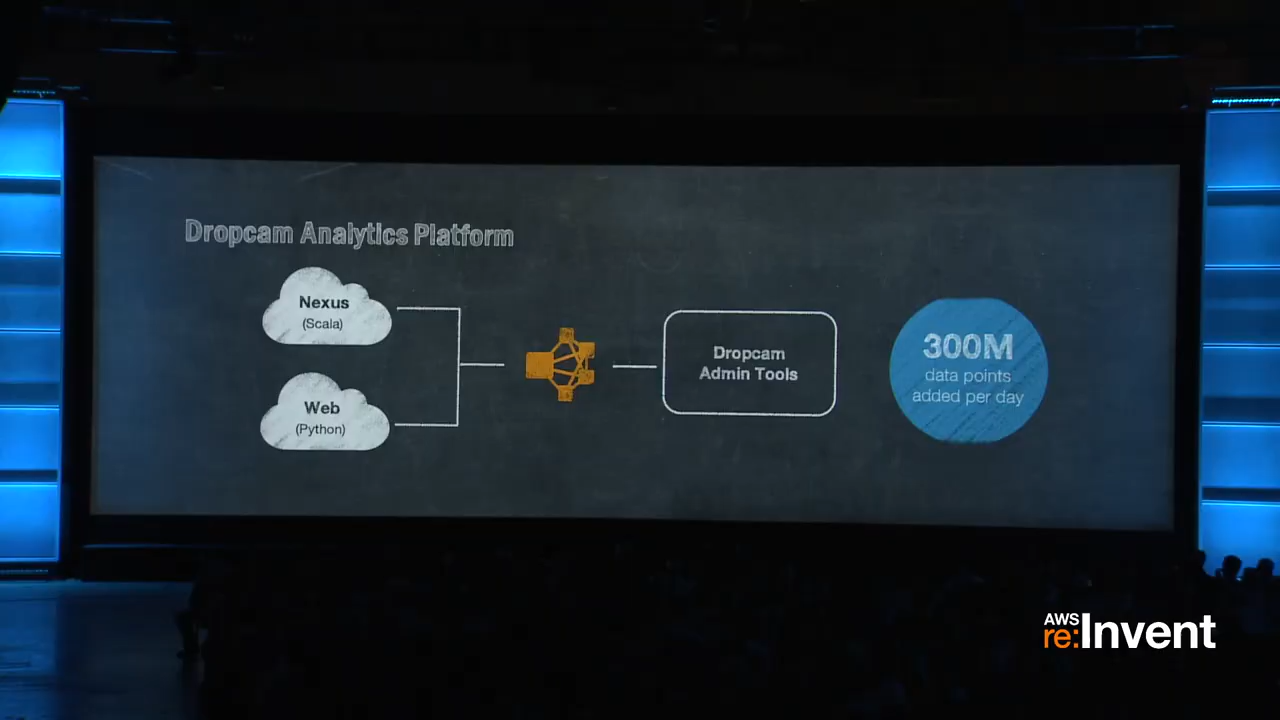 Dropcam Analytics Platform
Nexus
(Scala)
Web
(Python)
Dropcam
Admin Tools
300M
data points
added per day
AWS
re:Invent